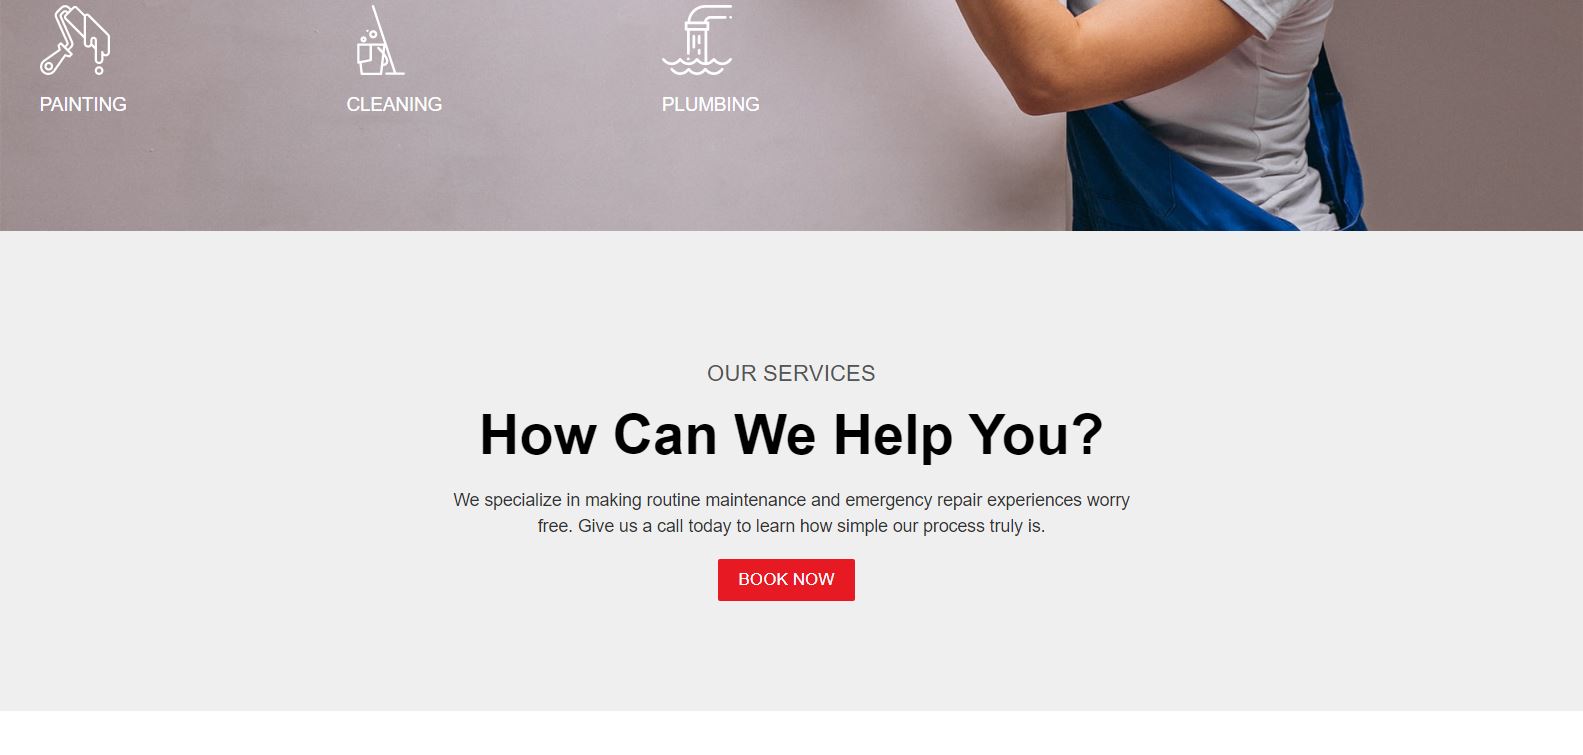 PAINTING
CLEANING
PLUMBING
OUR SERVICES
How Can We Help You?
We specialize in making routine maintenance and emergency repair experiences worry
free. Give us a call today to learn how simple our process truly is.
BOOK NOW